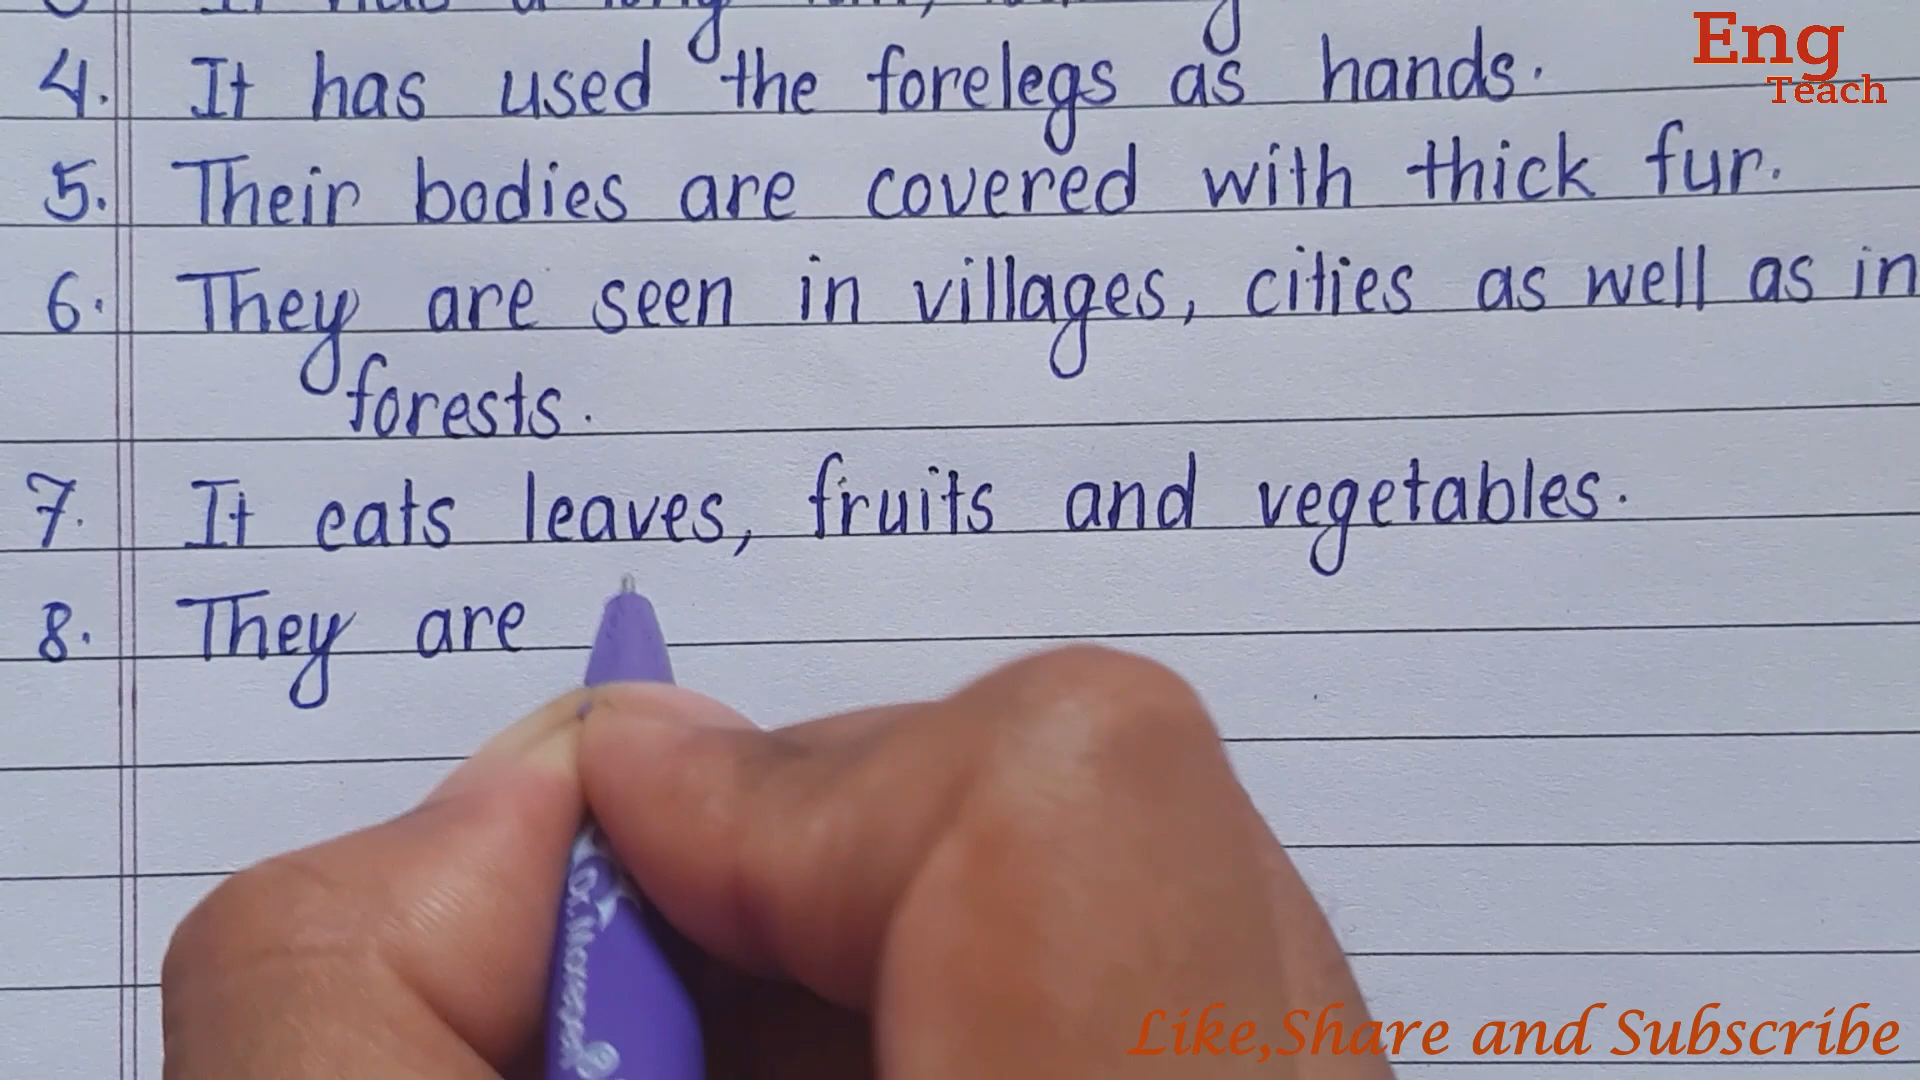 Eng
Teach
4. It has used the forelegs as hands.
5. Their bodies are covered with thick fur.
6. They are seen in villages, cities as well as in
forests.
7. It eats leaves, fruits and vegetables.
8. They are
Like,Share and Subscribe